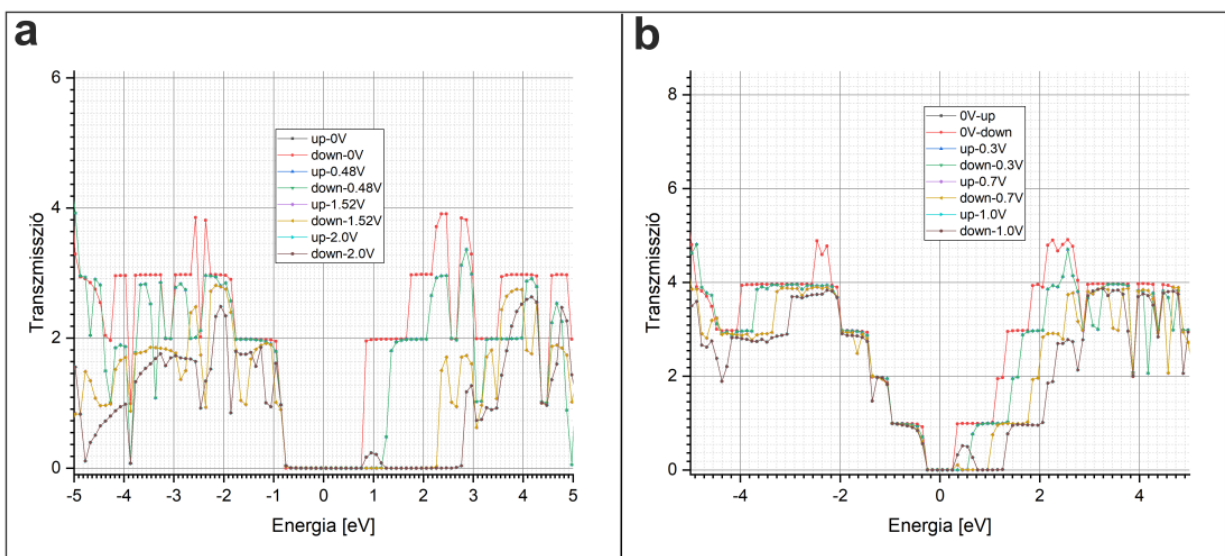 a
6
4
2
0
Transzmisszió
up-0V
down-0V
up-0.48V
down-0.48V
up-1.52V
down-1.52V
up-2.0V
down-2.0V
-5 -4 -3 -2 -1 0 1 2 3 4 5
Energia [eV]
b
8
6
4
2
0
Transzmisszió
0V-up
0V-down
up-0.3V
down-0.3V
up-0.7V
down-0.7V
up-1.0V
down-1.0V
-4 -2 0 2 4
Energia [eV]